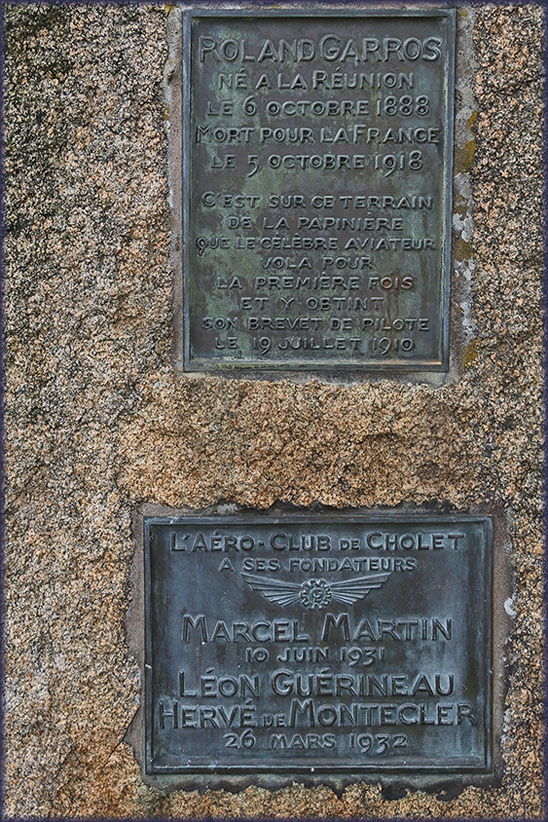 ROLAND GARROS
NÉ A LA RÉUNION
LE 6 OCTOBRE 1888
MORT POUR LA FRANCE
LE 5 OCTOBRE 1918
C'EST SUR CE TERRAIN
DE LA PAPINIÈRE
QUE LE CÉLÈBRE AVIATEUR
VOLA POUR
LA PREMIÈRE FOIS
ET Y OBTINT
SON BREVET DE PILOTE
LE 19 JUILLET 1910
L'AÉRO-CLUB DE CHOLET
A SES FONDATEURS
MARCEL MARTIN
10 JUIN 1931
LÉON GUÉRINEAU
HERVÉ DE MONTECLER
26 MARS 1932